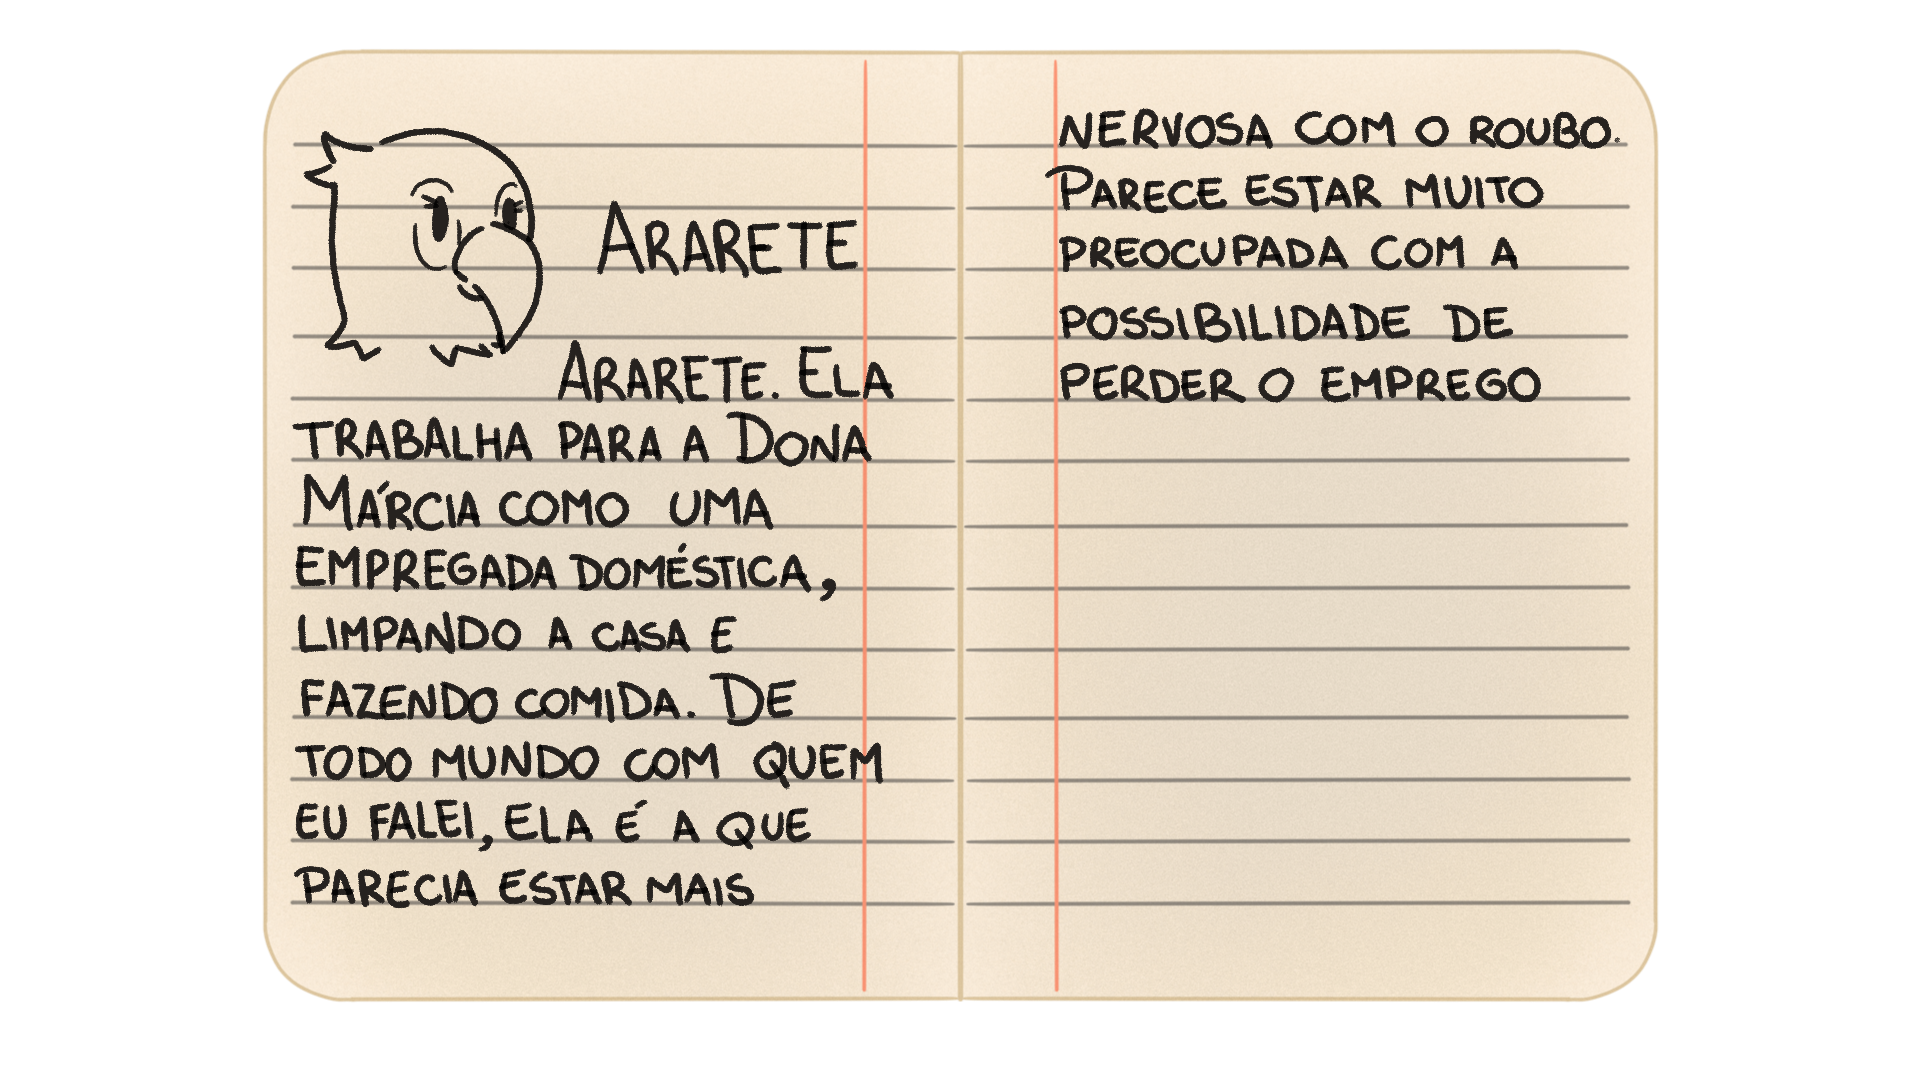 ARARETE
ARARETE. ELA
TRABALHA PARA A DONA
MÁRCIA COMO UMA
EMPREGADA DOMÉSTICA,
LIMPANDO A CASA E
FAZENDO COMIDA. DE
TODO MUNDO COM QUEM
EU FALEI, ELA É A QUE
PARECIA ESTAR MAIS
NERVOSA COM O ROUBO.
PARECE ESTAR MUITO
PREOCUPADA COM A
POSSIBILIDADE DE
PERDER O EMPREGO